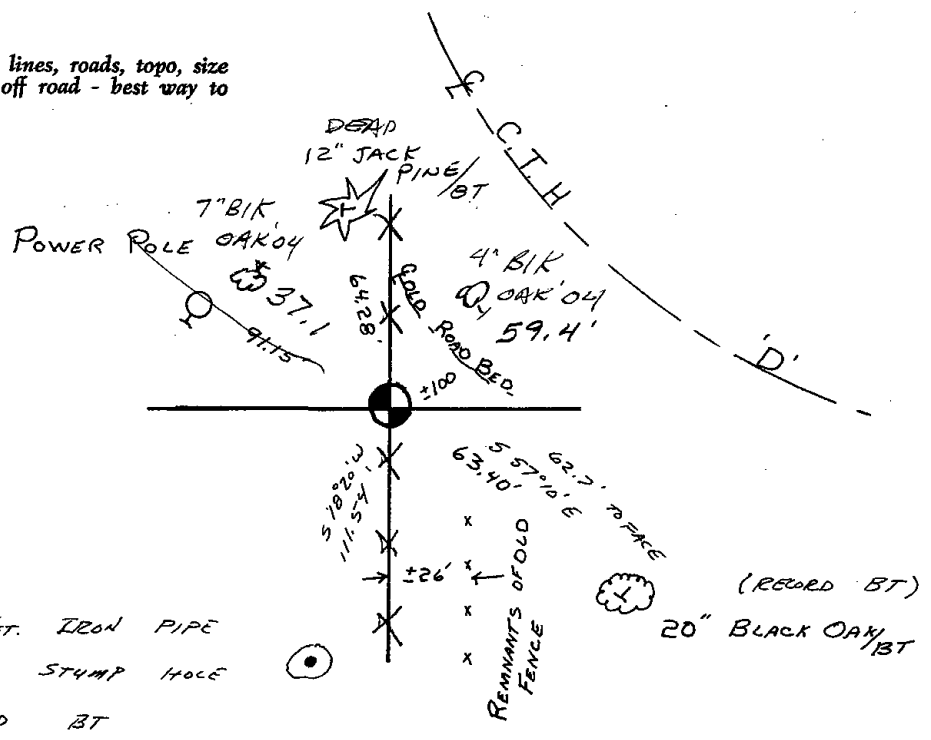 lines, roads, topo, size
off road - best way to
℄ C.T.H 'D'
DEAD
12" JACK
PINE/
BT
7" BlK
OAK'04
37.1
POWER POLE
91.15
64.28'
OLD ROAD BED
4" BlK
OAK'04
59.4'
±100
S 18°20' W
111.54'
62.7' TO FACE
S 57°10' E
63.40'
±26'
REMNANTS OF OLD
FENCE
(RECORD BT)
20" BLACK OAK/
BT
IRON PIPE
STUMP HOLE
BT